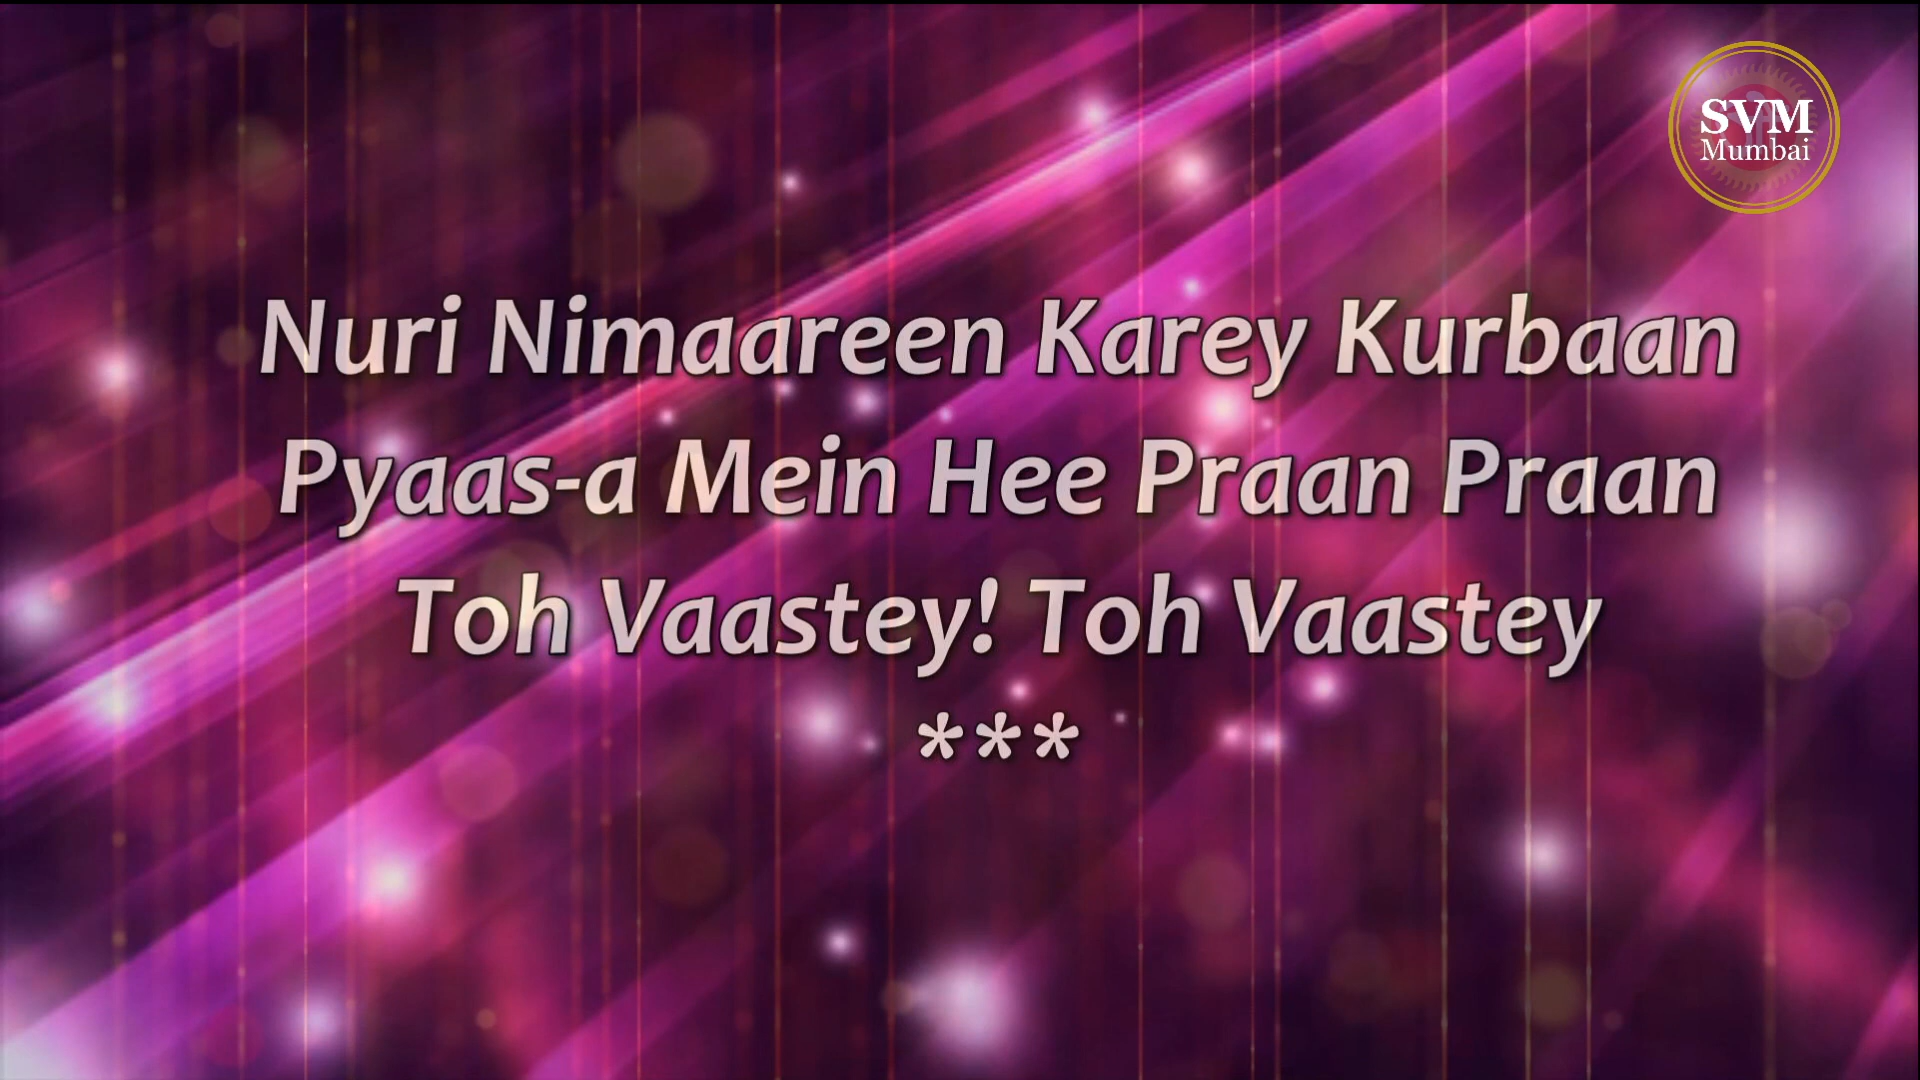 SVM
Mumbai
Nuri Nimaareen Karey Kurbaan
Pyaas-a Mein Hee Praan Praan
Toh Vaastey! Toh Vaastey
***